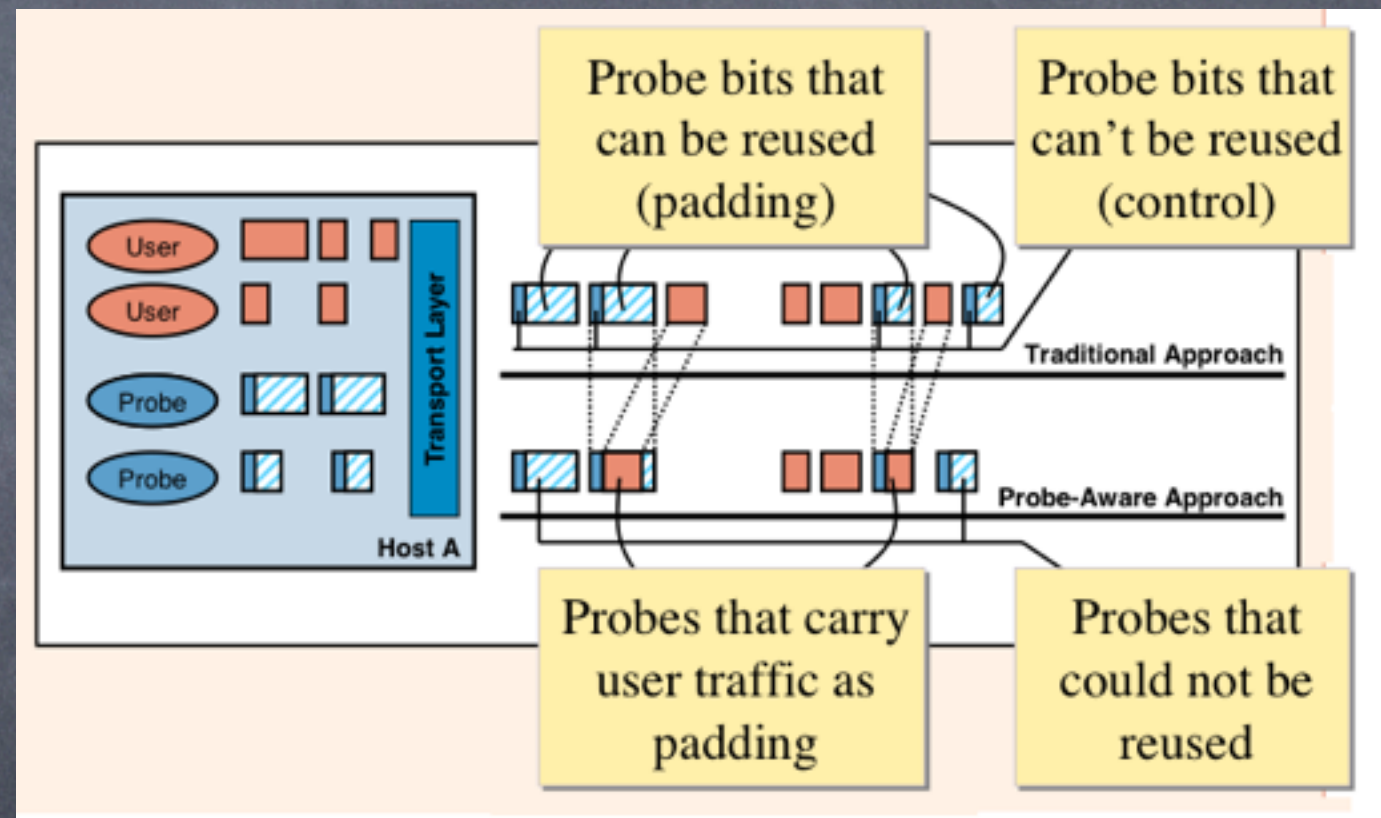 Probe bits that
can be reused
(padding)
Probe bits that
can't be reused
(control)
User
User
Probe
Probe
Transport Layer
Host A
Traditional Approach
Probe-Aware Approach
Probes that carry
user traffic as
padding
Probes that
could not be
reused